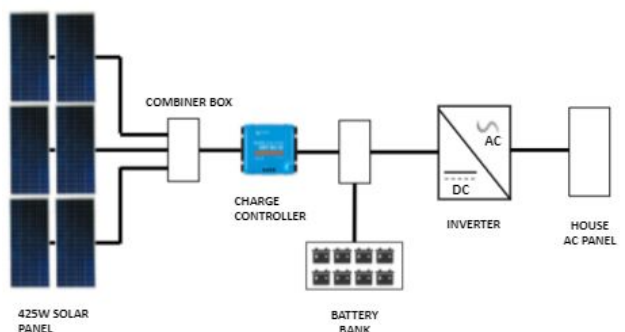 COMBINER BOX
AC
DC
CHARGE
CONTROLLER
INVERTER
HOUSE
AC PANEL
425W SOLAR
PANEL
BATTERY
BANK